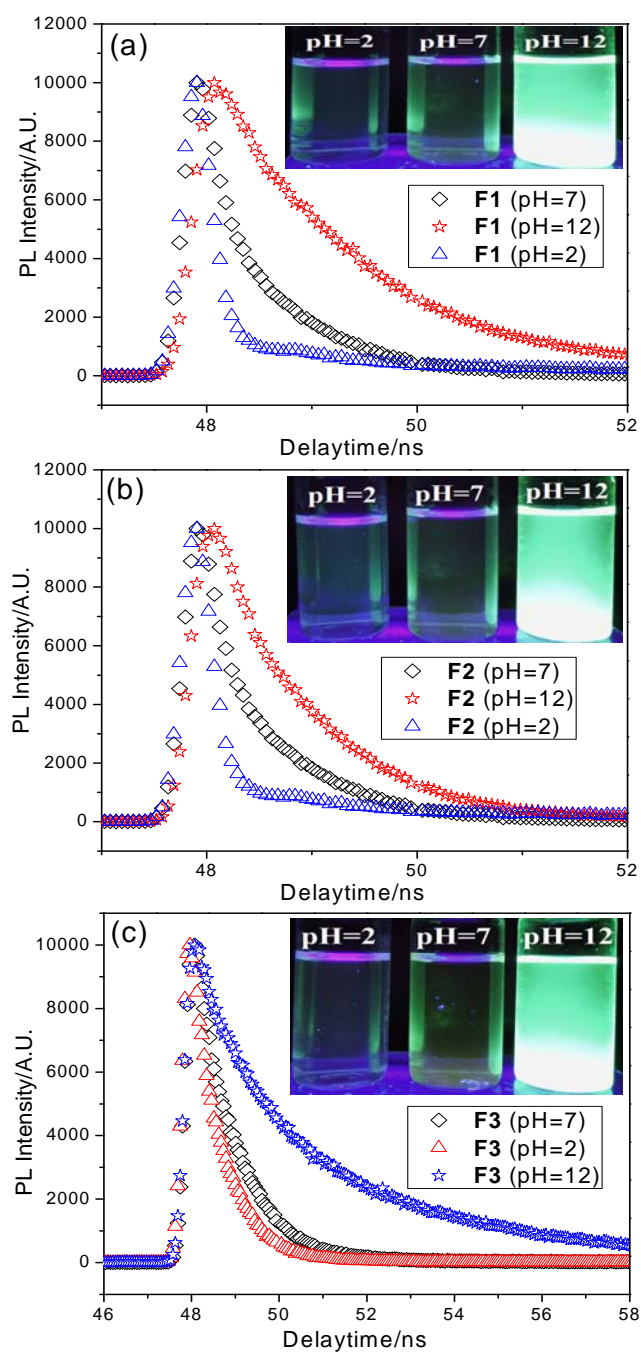 (a)
pH=2 pH=7 pH=12
F1 (pH=7)
F1 (pH=12)
F1 (pH=2)
PL Intensity/A.U.
12000
10000
8000
6000
4000
2000
0
48 50 52
Delaytime/ns
(b)
pH=2 pH=7 pH=12
F2 (pH=7)
F2 (pH=12)
F2 (pH=2)
PL Intensity/A.U.
12000
10000
8000
6000
4000
2000
0
48 50 52
Delaytime/ns
(c)
pH=2 pH=7 pH=12
F3 (pH=7)
F3 (pH=2)
F3 (pH=12)
PL Intensity/A.U.
10000
8000
6000
4000
2000
0
46 48 50 52 54 56 58
Delaytime/ns